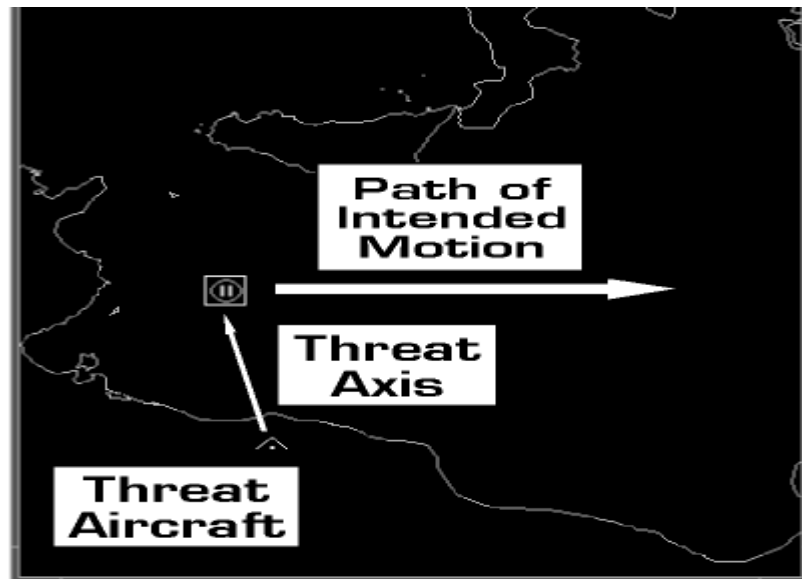 Path of
Intended
Motion
Threat
Axis
Threat
Aircraft